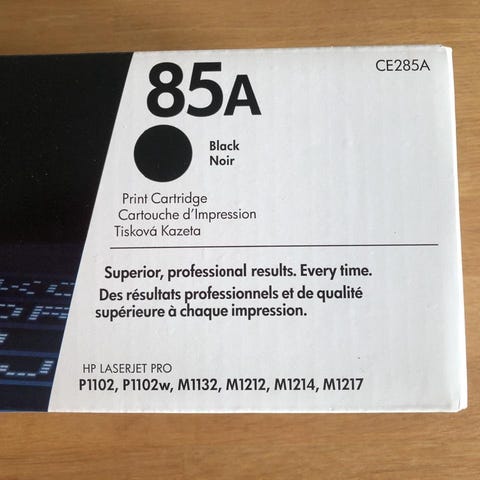 85A
CE285A
Black
Noir
Print Cartridge
Cartouche d'Impression
Tisková Kazeta
Superior, professional results. Every time.
Des résultats professionnels et de qualité
supérieure à chaque impression.
HP LASERJET PRO
P1102, P1102w, M1132, M1212, M1214, M1217